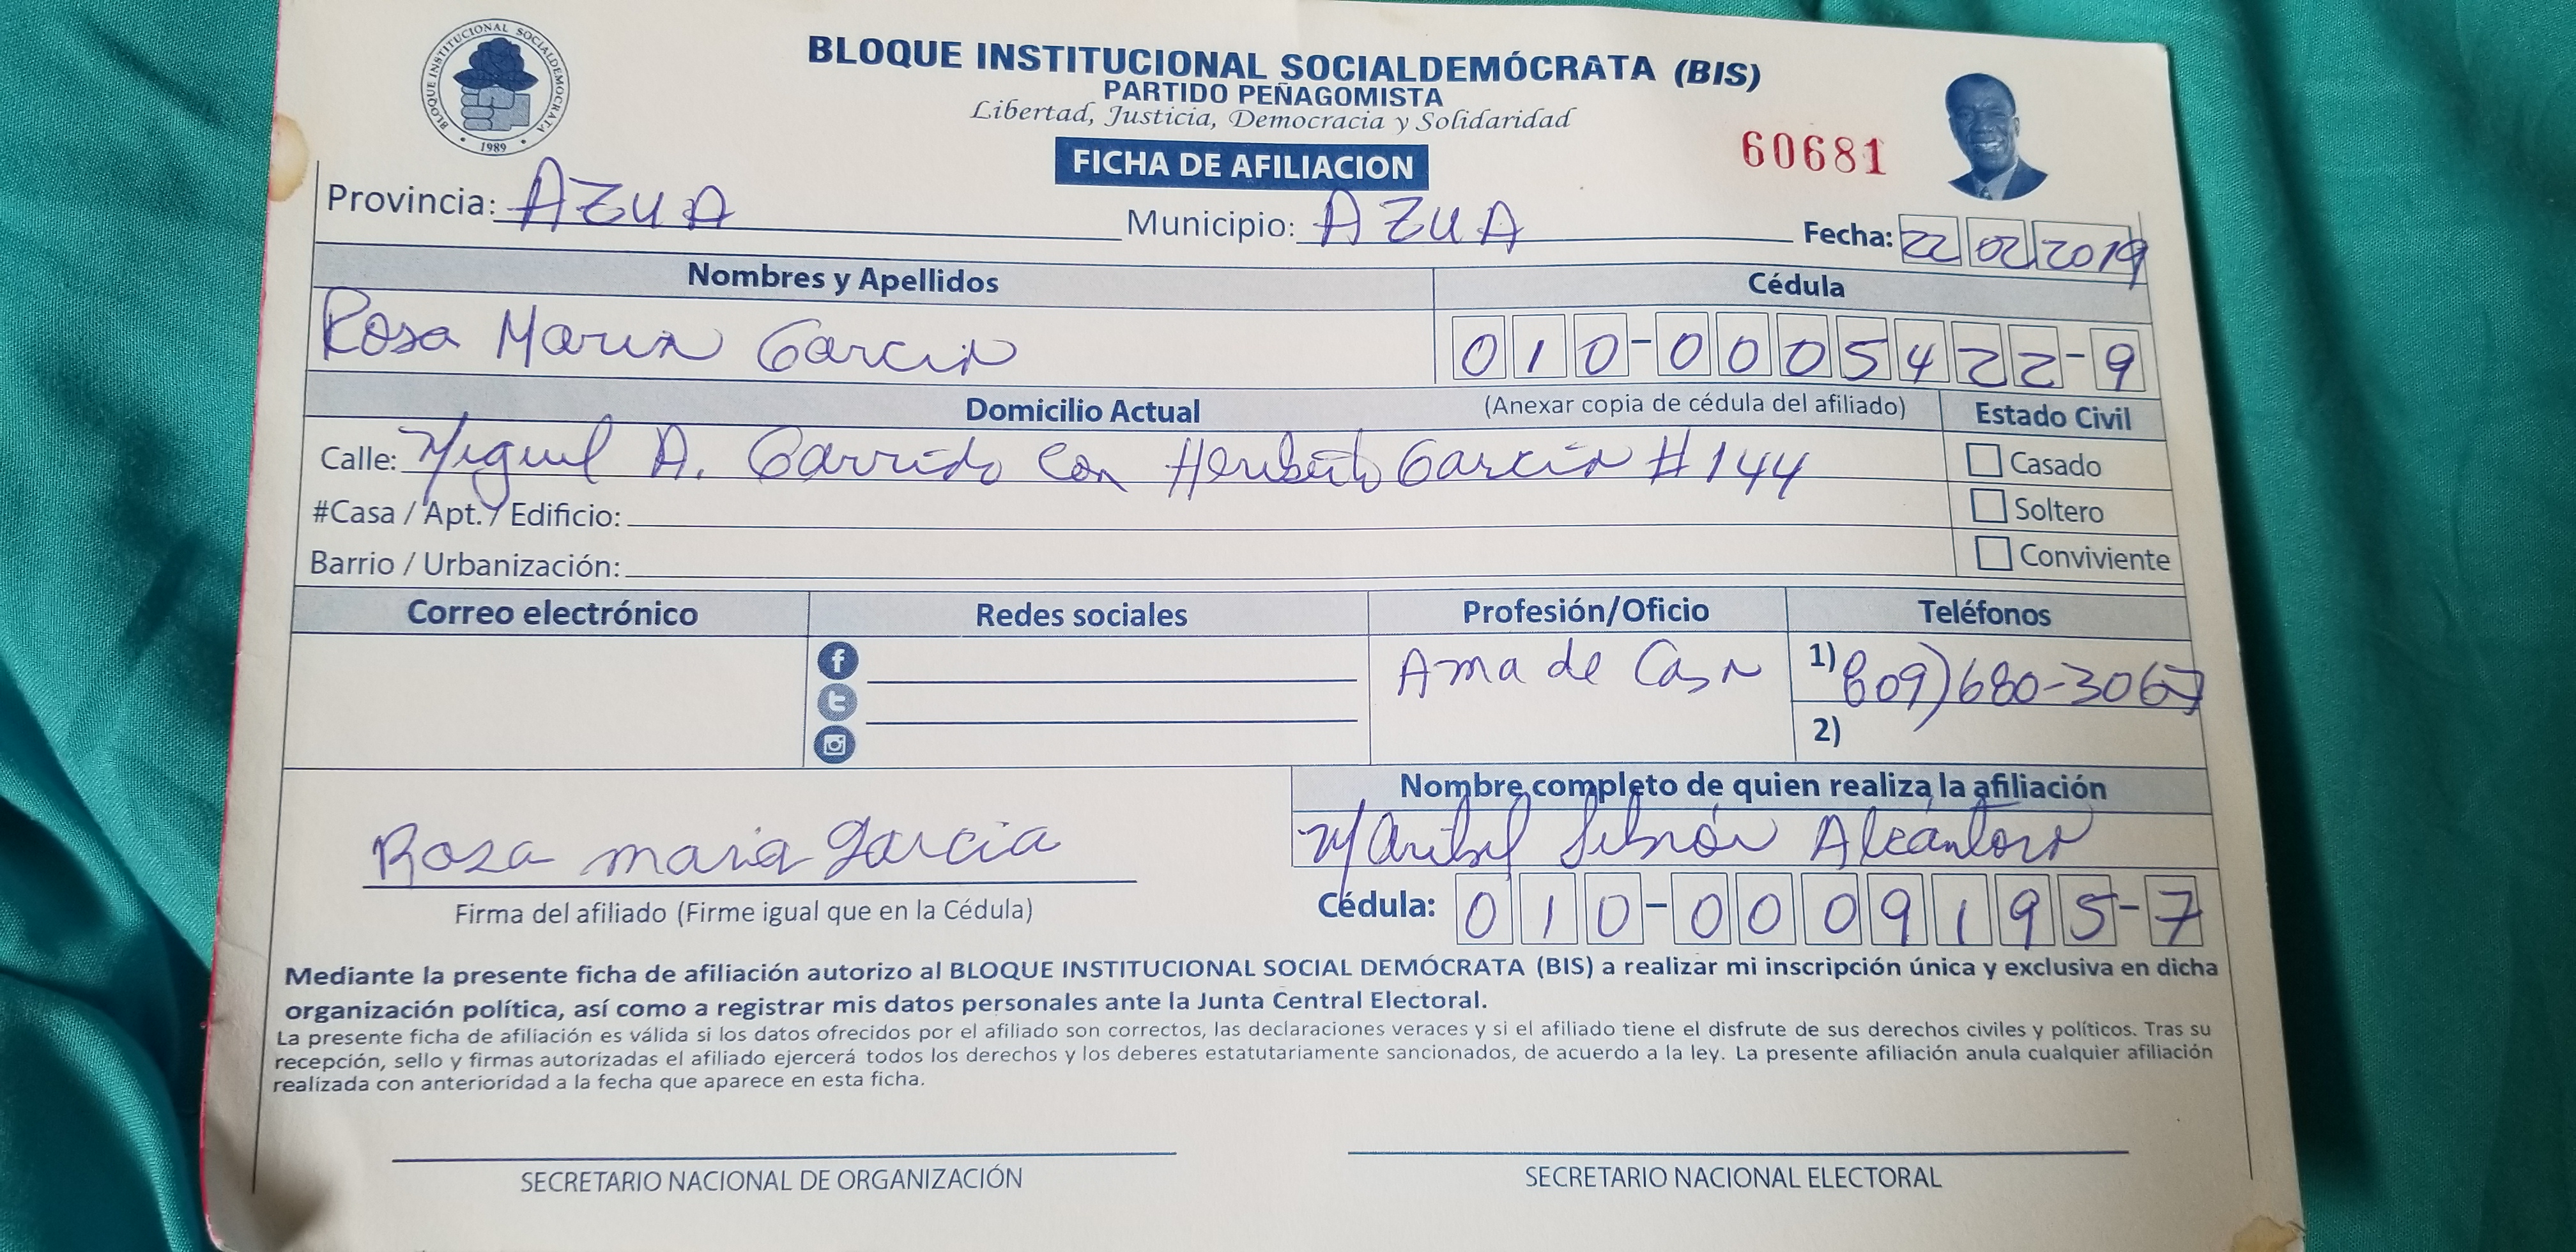 BLOQUE INSTITUCIONAL SOCIALDEMOCRATA
1989
BLOQUE INSTITUCIONAL SOCIALDEMÓCRATA (BIS)
PARTIDO PEÑAGOMISTA
Libertad, Justicia, Democracia y Solidaridad
FICHA DE AFILIACION
60681
Provincia: AZUA Municipio: AZUA Fecha: 22 02 2019
Nombres y Apellidos Cédula
Rosa Maria Garcia 010-0005422-9
Domicilio Actual (Anexar copia de cédula del afiliado) Estado Civil
Calle: Miguel A. Garrido con Heriberto Garcia #144 Casado
#Casa / Apt. / Edificio: Soltero
Barrio / Urbanización: Conviviente
Correo electrónico Redes sociales Profesión/Oficio Teléfonos
Ama de Casa 1) 809) 680-3067
2)
Nombre completo de quien realiza la afiliación
Rosa maria garcia Maribel Alcántara
Firma del afiliado (Firme igual que en la Cédula) Cédula: 010-0009195-7
Mediante la presente ficha de afiliación autorizo al BLOQUE INSTITUCIONAL SOCIAL DEMÓCRATA (BIS) a realizar mi inscripción única y exclusiva en dicha
organización política, así como a registrar mis datos personales ante la Junta Central Electoral.
La presente ficha de afiliación es válida si los datos ofrecidos por el afiliado son correctos, las declaraciones veraces y si el afiliado tiene el disfrute de sus derechos civiles y políticos. Tras su
recepción, sello y firmas autorizadas el afiliado ejercerá todos los derechos y los deberes estatutariamente sancionados, de acuerdo a la ley. La presente afiliación anula cualquier afiliación
realizada con anterioridad a la fecha que aparece en esta ficha.
SECRETARIO NACIONAL DE ORGANIZACIÓN SECRETARIO NACIONAL ELECTORAL